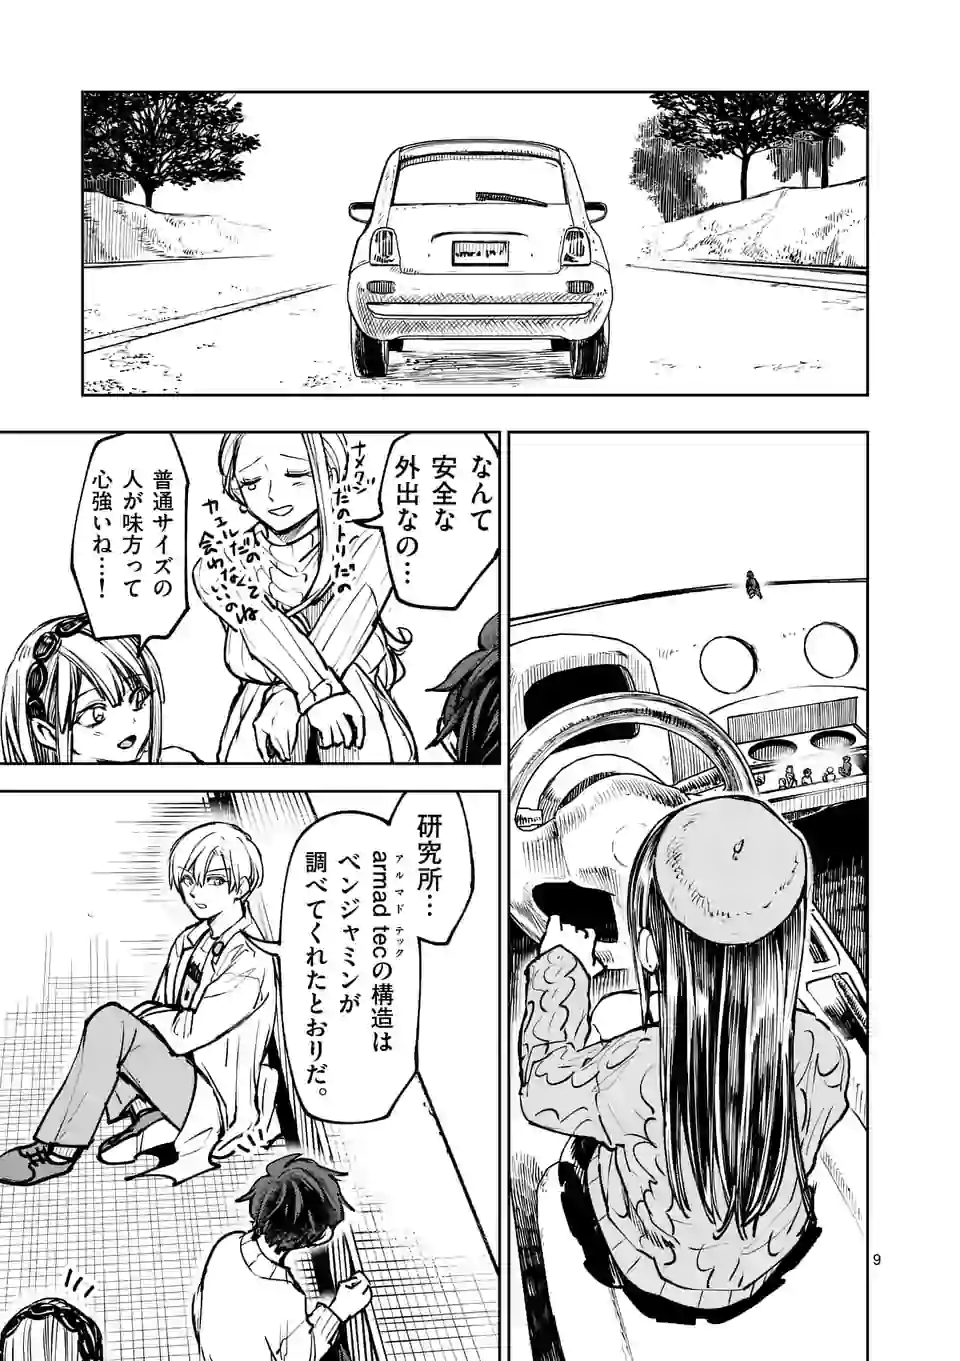 なんて
安全な
外出なの…
ナメクジ
だのトリだの
カエルだの
会わなくて
いいのね
普通サイズの
人が味方って
心強いね…！
研究所…
armad tecの構造は
アルマド テック
ベンジャミンが
調べてくれたとおりだ。
9